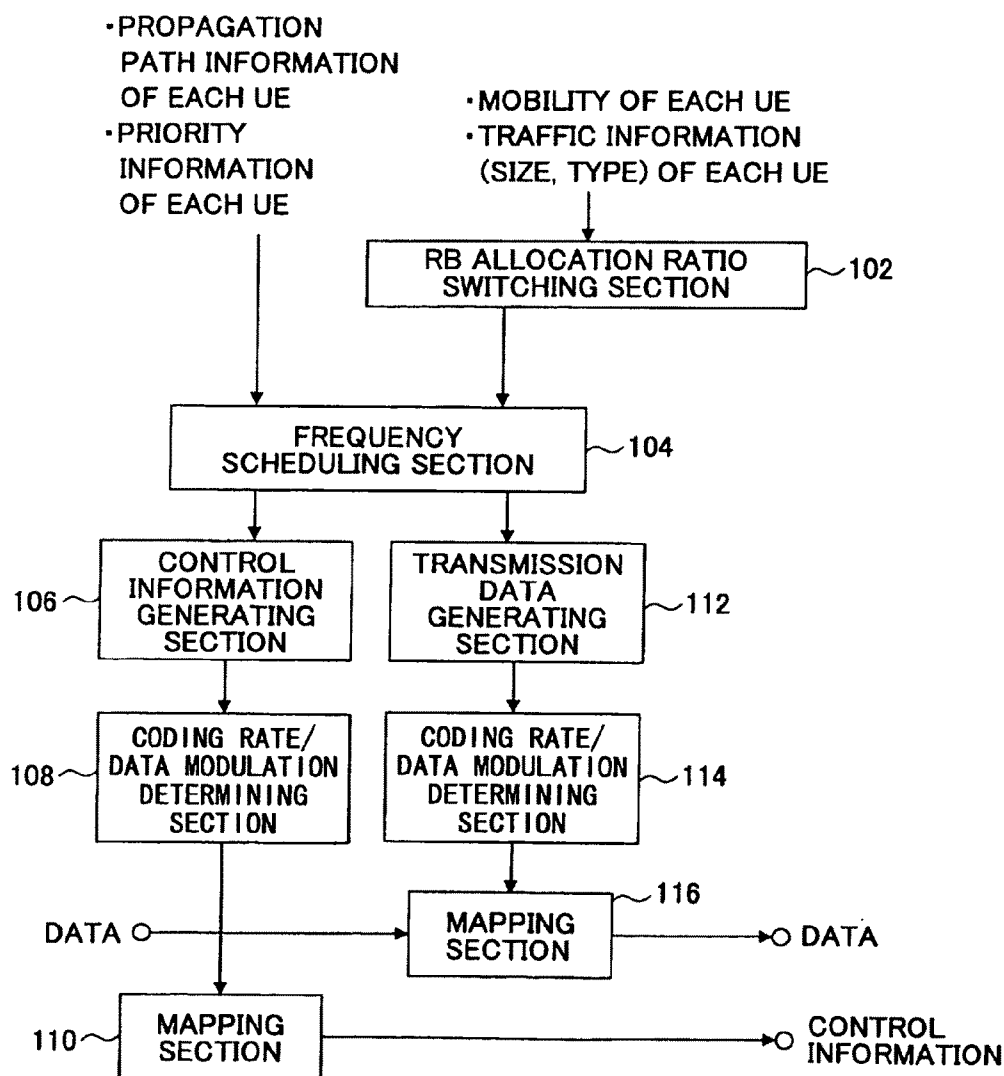 ・PROPAGATION
PATH INFORMATION
OF EACH UE
・PRIORITY
INFORMATION
OF EACH UE
・MOBILITY OF EACH UE
・TRAFFIC INFORMATION
(SIZE, TYPE) OF EACH UE
RB ALLOCATION RATIO
SWITCHING SECTION
102
FREQUENCY
SCHEDULING SECTION
104
106
CONTROL
INFORMATION
GENERATING
SECTION
TRANSMISSION
DATA
GENERATING
SECTION
112
108
CODING RATE/
DATA MODULATION
DETERMINING
SECTION
CODING RATE/
DATA MODULATION
DETERMINING
SECTION
114
116
DATA
MAPPING
SECTION
DATA
110
MAPPING
SECTION
CONTROL
INFORMATION